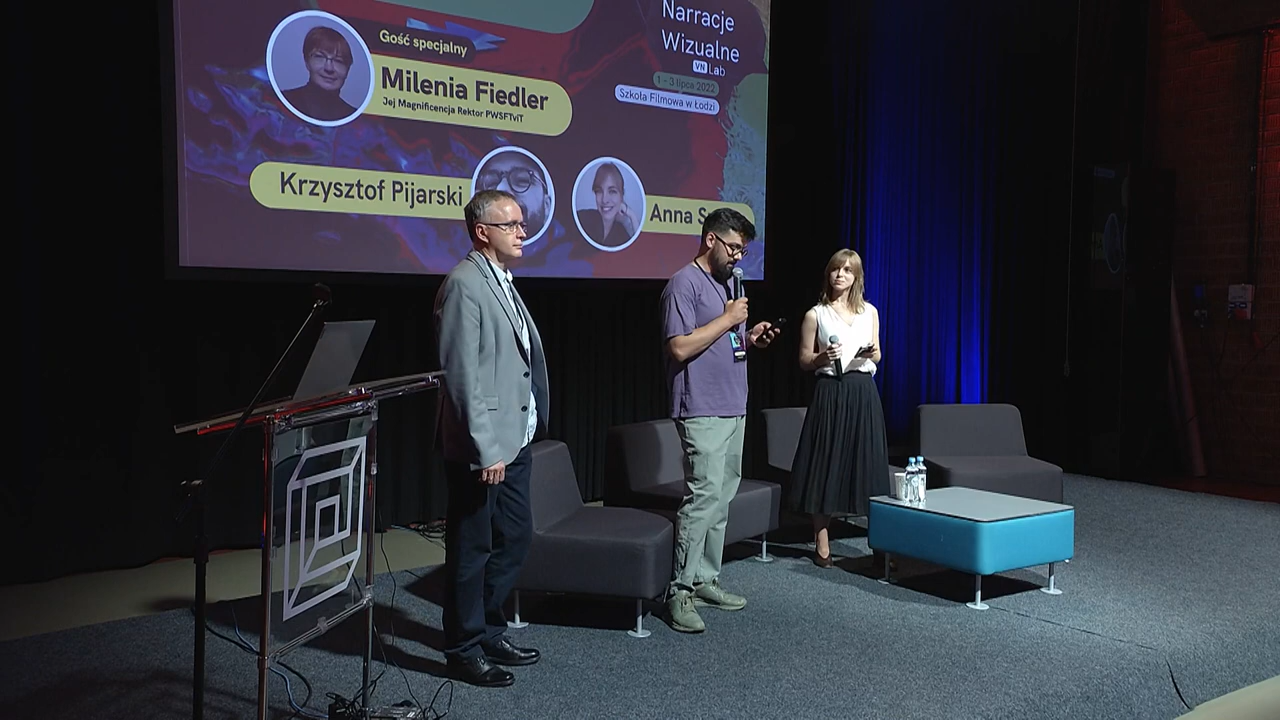 Gość specjalny
Milenia Fiedler
Jej Magnificencja Rektor PWSFTviT
Narracje
Wizualne
VN Lab
1 - 3 lipca 2022
Szkoła Filmowa w Łodzi
Krzysztof Pijarski
Anna